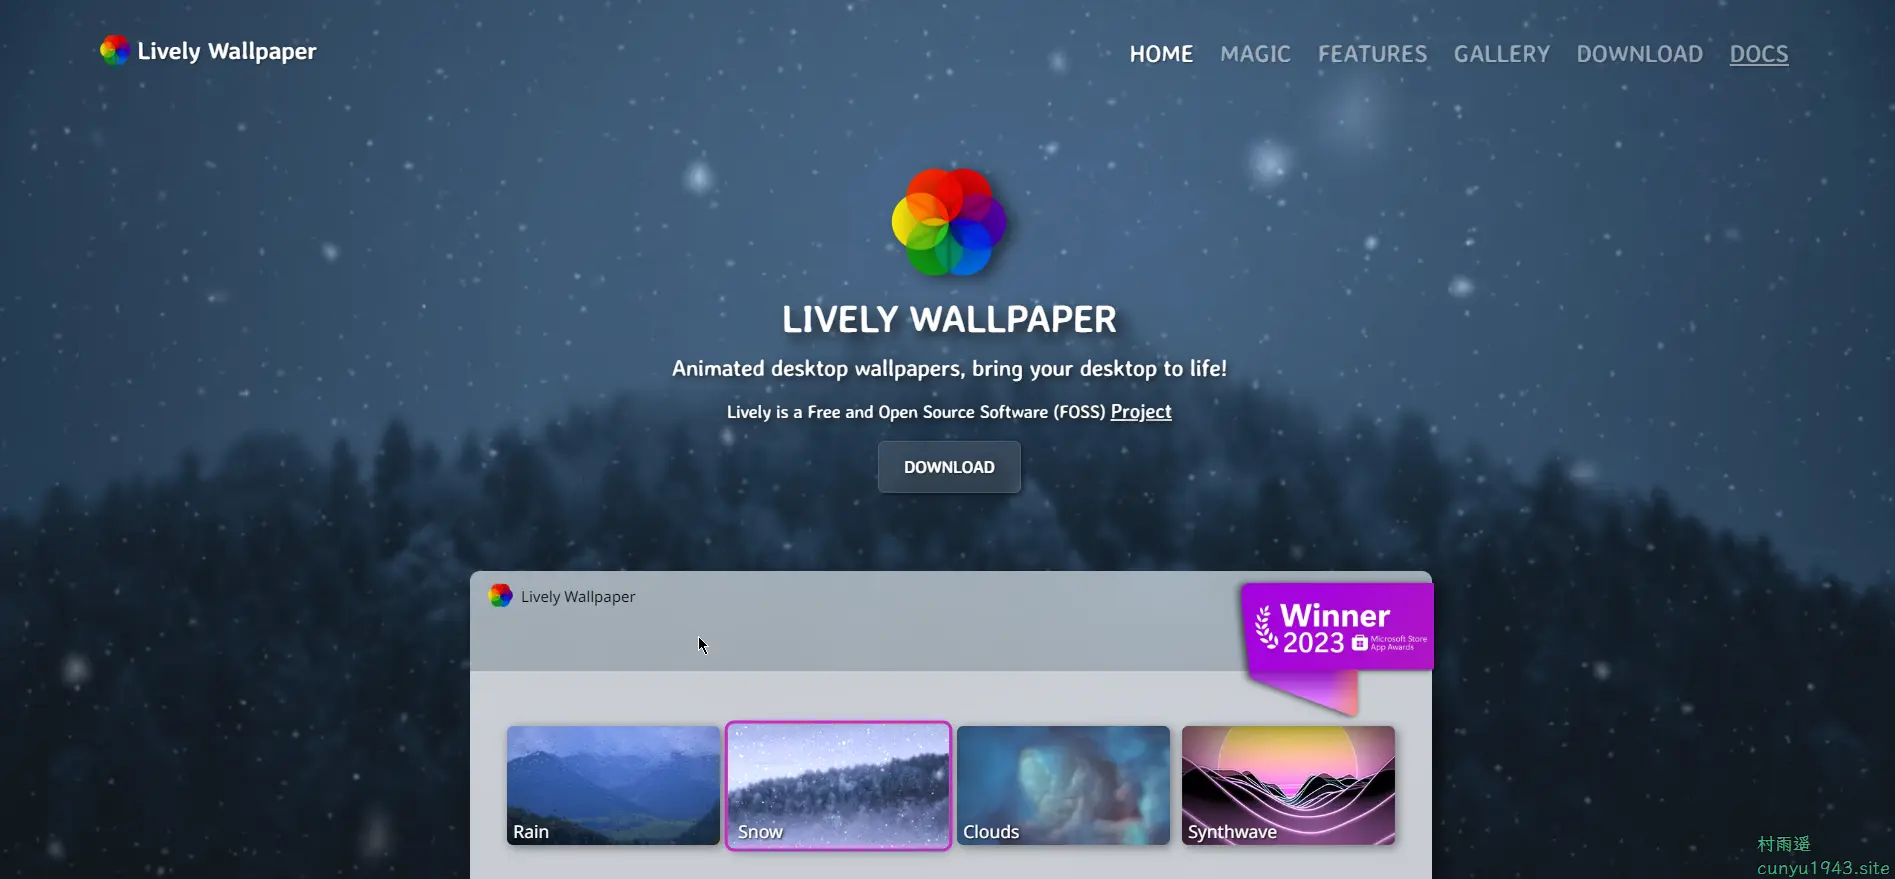 Lively Wallpaper
HOME MAGIC FEATURES GALLERY DOWNLOAD DOCS
LIVELY WALLPAPER
Animated desktop wallpapers, bring your desktop to life!
Lively is a Free and Open Source Software (FOSS) Project
DOWNLOAD
Lively Wallpaper
Winner
2023 Microsoft Store
App Awards
Rain
Snow
Clouds
Synthwave
村雨遥
cunyu1943.site